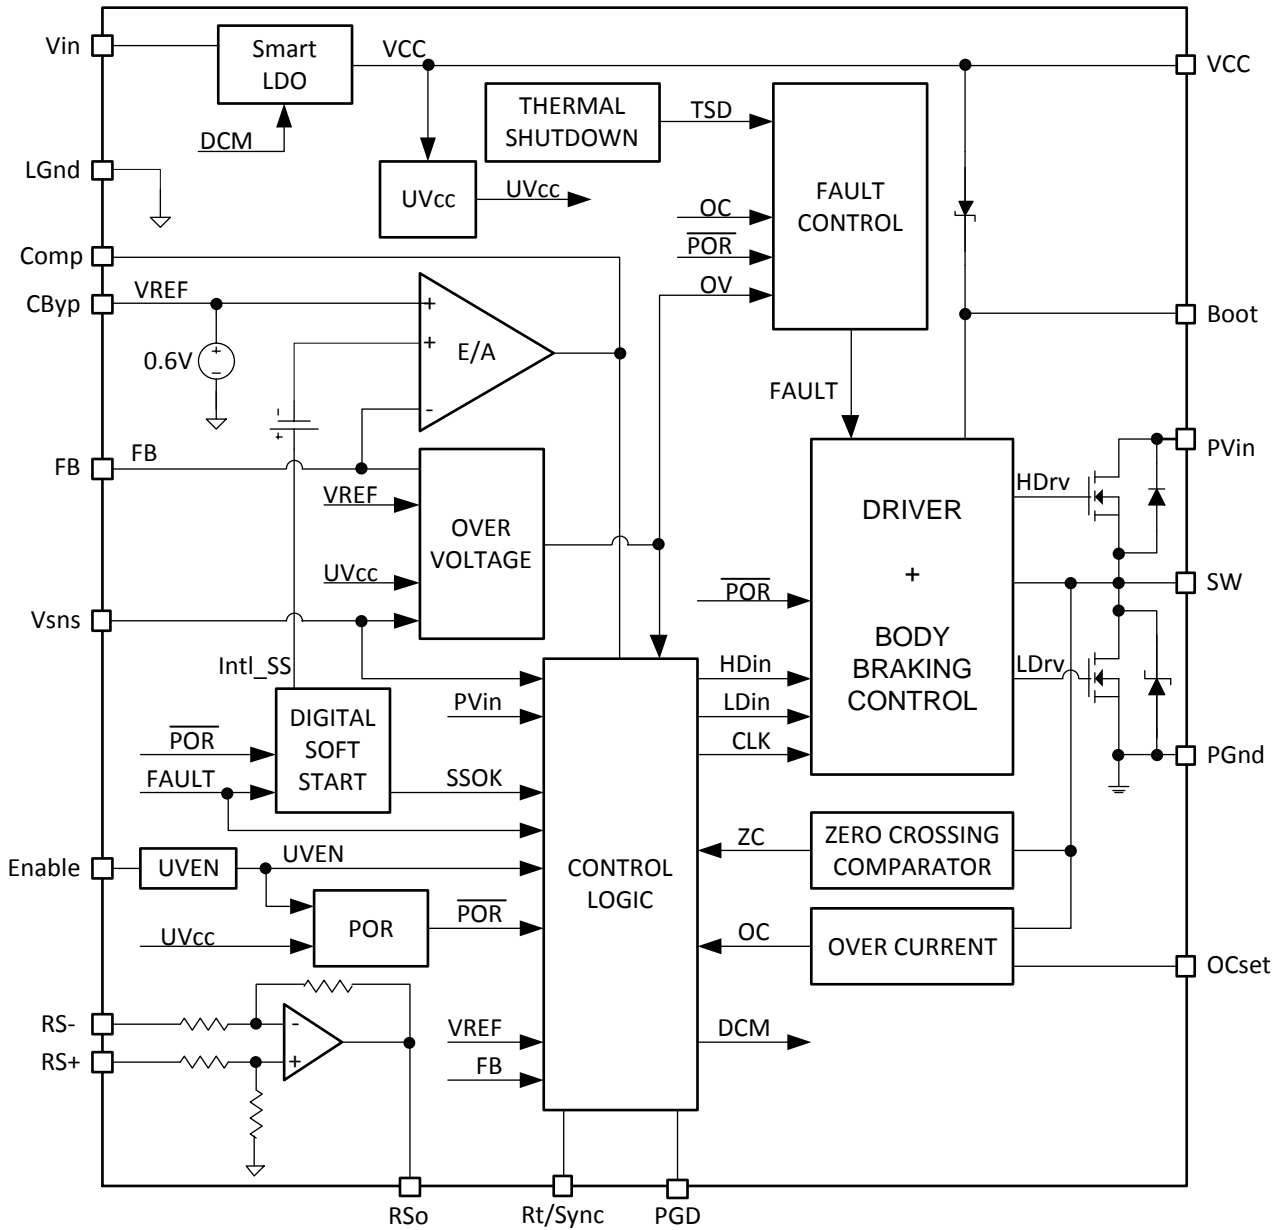 Vin
Smart
LDO
VCC
VCC
DCM
THERMAL
SHUTDOWN
TSD
LGnd
UVcc
UVcc
FAULT
CONTROL
OC
POR
OV
Comp
CByp
VREF
+
+
-
E/A
0.6V
+
−
-
+
Boot
FAULT
FB
FB
VREF
OVER
VOLTAGE
UVcc
PVin
HDrv
DRIVER
+
BODY
BRAKING
CONTROL
POR
SW
Vsns
Intl_SS
LDrv
DIGITAL
SOFT
START
POR
FAULT
PVin
SSOK
HDin
LDin
CLK
PGnd
Enable
UVEN
UVEN
CONTROL
LOGIC
ZC
ZERO CROSSING
COMPARATOR
UVcc
POR
POR
OC
OVER CURRENT
OCset
RS-
RS+
-
+
VREF
FB
DCM
RSo
Rt/Sync
PGD